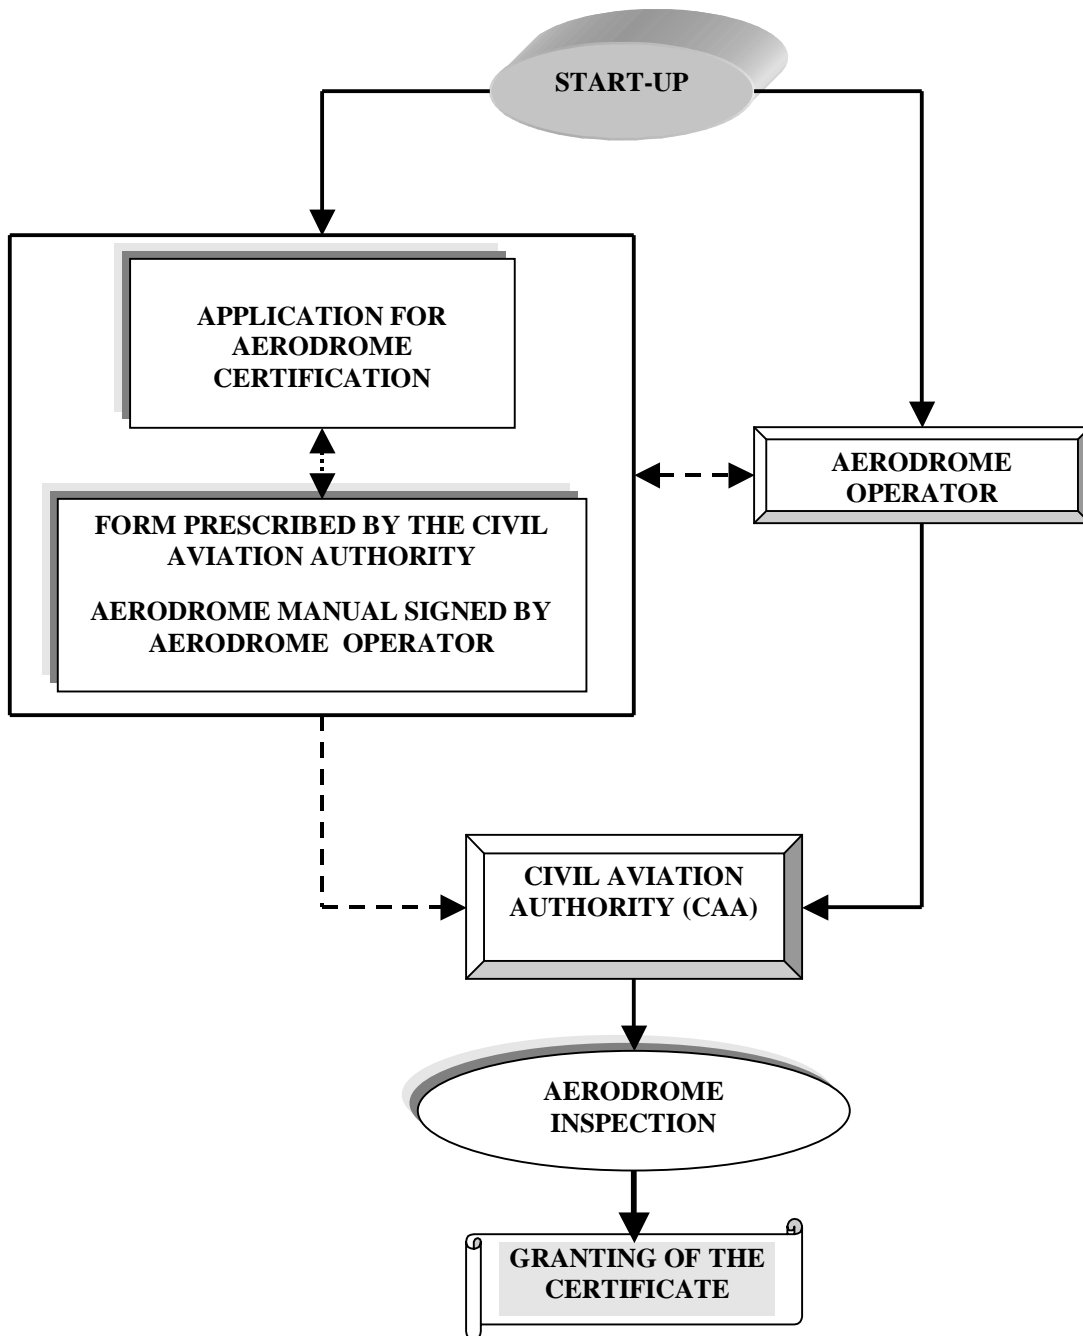 START-UP
APPLICATION FOR
AERODROME
CERTIFICATION
FORM PRESCRIBED BY THE CIVIL
AVIATION AUTHORITY
AERODROME MANUAL SIGNED BY
AERODROME OPERATOR
AERODROME
OPERATOR
CIVIL AVIATION
AUTHORITY (CAA)
AERODROME
INSPECTION
GRANTING OF THE
CERTIFICATE